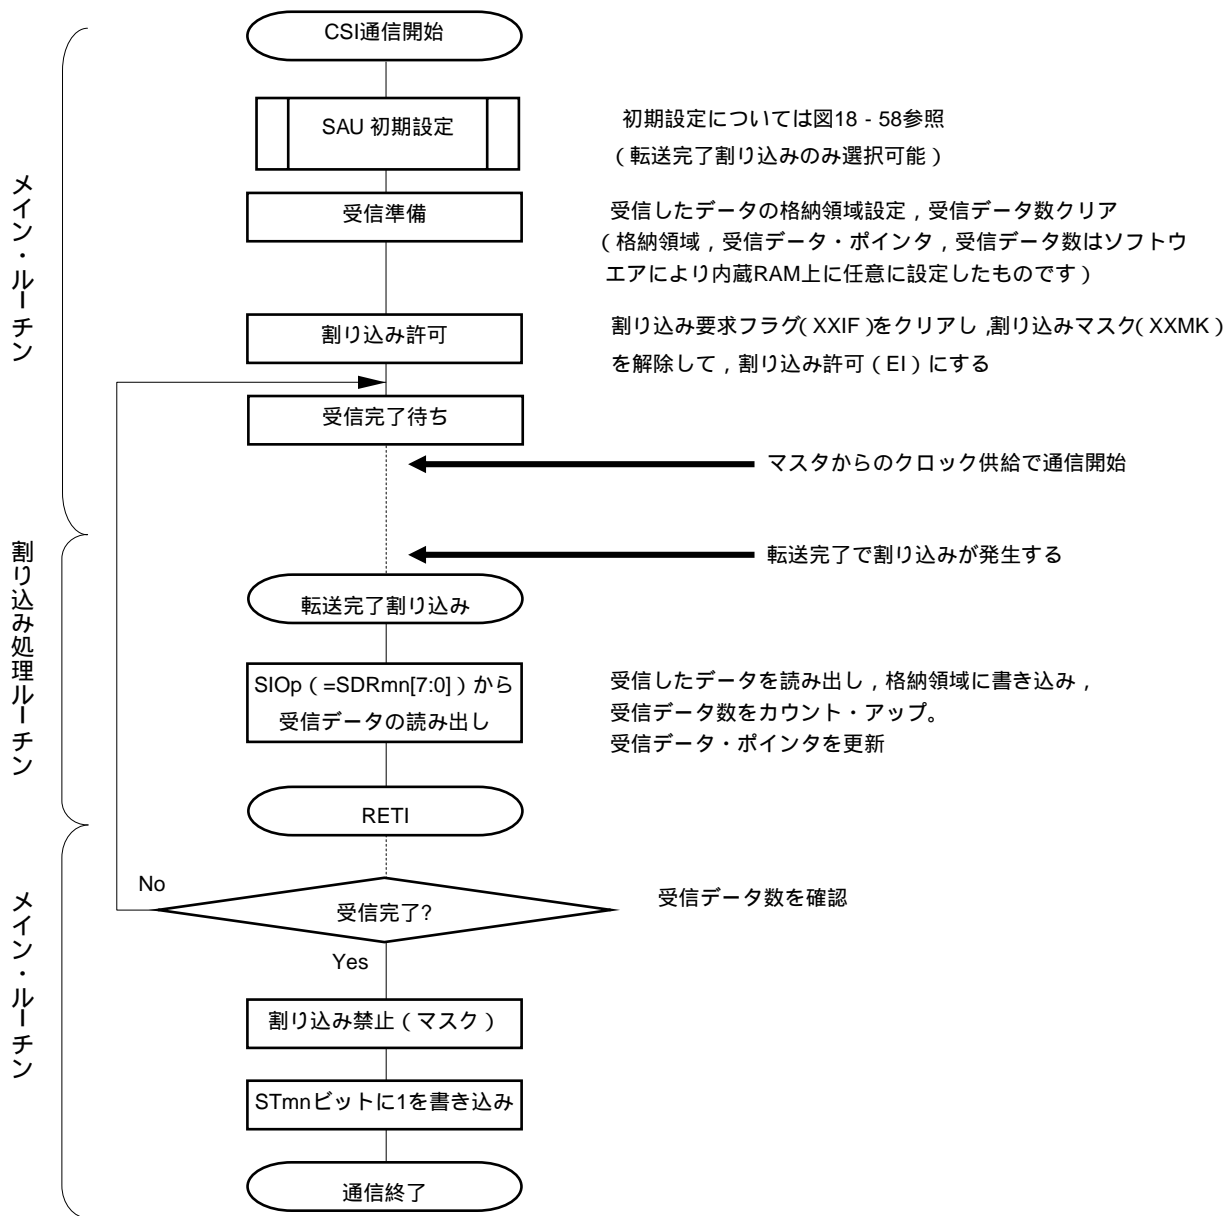 CSI通信開始
SAU 初期設定
初期設定については図18 - 58参照
(転送完了割り込みのみ選択可能)
メイン・ルーチン
受信準備
受信したデータの格納領域設定,受信データ数クリア
(格納領域,受信データ・ポインタ,受信データ数はソフトウ
エアにより内蔵RAM上に任意に設定したものです)
割り込み許可
割り込み要求フラグ(XXIF)をクリアし,割り込みマスク(XXMK)
を解除して,割り込み許可(EI)にする
受信完了待ち
マスタからのクロック供給で通信開始
割り込み処理ルーチン
転送完了で割り込みが発生する
転送完了割り込み
SIOp(=SDRmn[7:0])から
受信データの読み出し
受信したデータを読み出し,格納領域に書き込み,
受信データ数をカウント・アップ。
受信データ・ポインタを更新
RETI
メイン・ルーチン
No
受信完了?
受信データ数を確認
Yes
割り込み禁止(マスク)
STmnビットに1を書き込み
通信終了